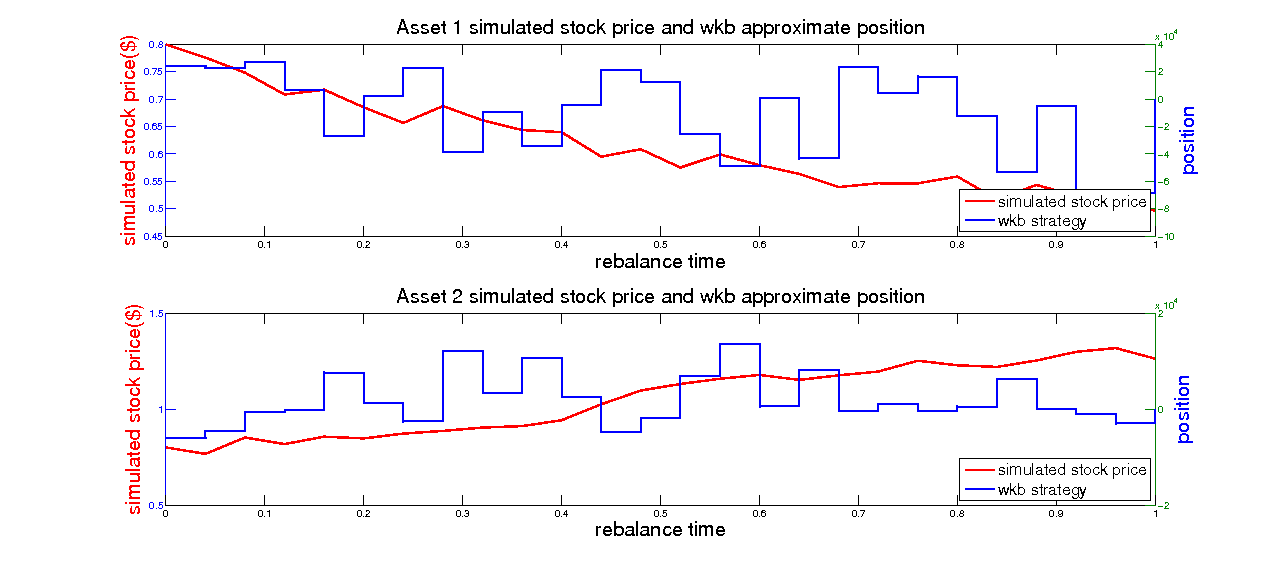 Asset 1 simulated stock price and wkb approximate position
x 10^4
simulated stock price($)
0.8
0.75
0.7
0.65
0.6
0.55
0.5
0.45
4
2
0
−2
−4
−6
−8
−10
position
simulated stock price
wkb strategy
0 0.1 0.2 0.3 0.4 0.5 0.6 0.7 0.8 0.9 1
rebalance time
Asset 2 simulated stock price and wkb approximate position
x 10^4
simulated stock price($)
1.5
1
0.5
2
0
−2
position
simulated stock price
wkb strategy
0 0.1 0.2 0.3 0.4 0.5 0.6 0.7 0.8 0.9 1
rebalance time